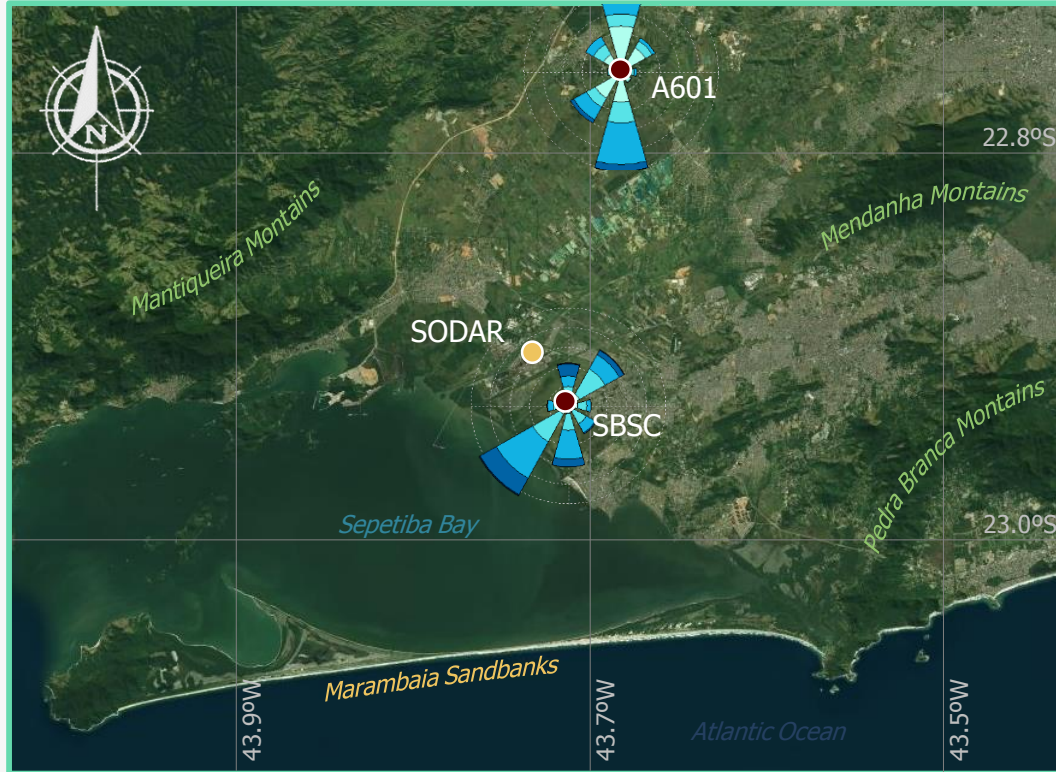 A601
22.8ºS
Mendanha Montains
Mantiqueira Montains
N
SODAR
SBSC
Pedra Branca Montains
Sepetiba Bay
23.0ºS
Marambaia Sandbanks
43.9ºW
43.7ºW
43.5ºW
Atlantic Ocean